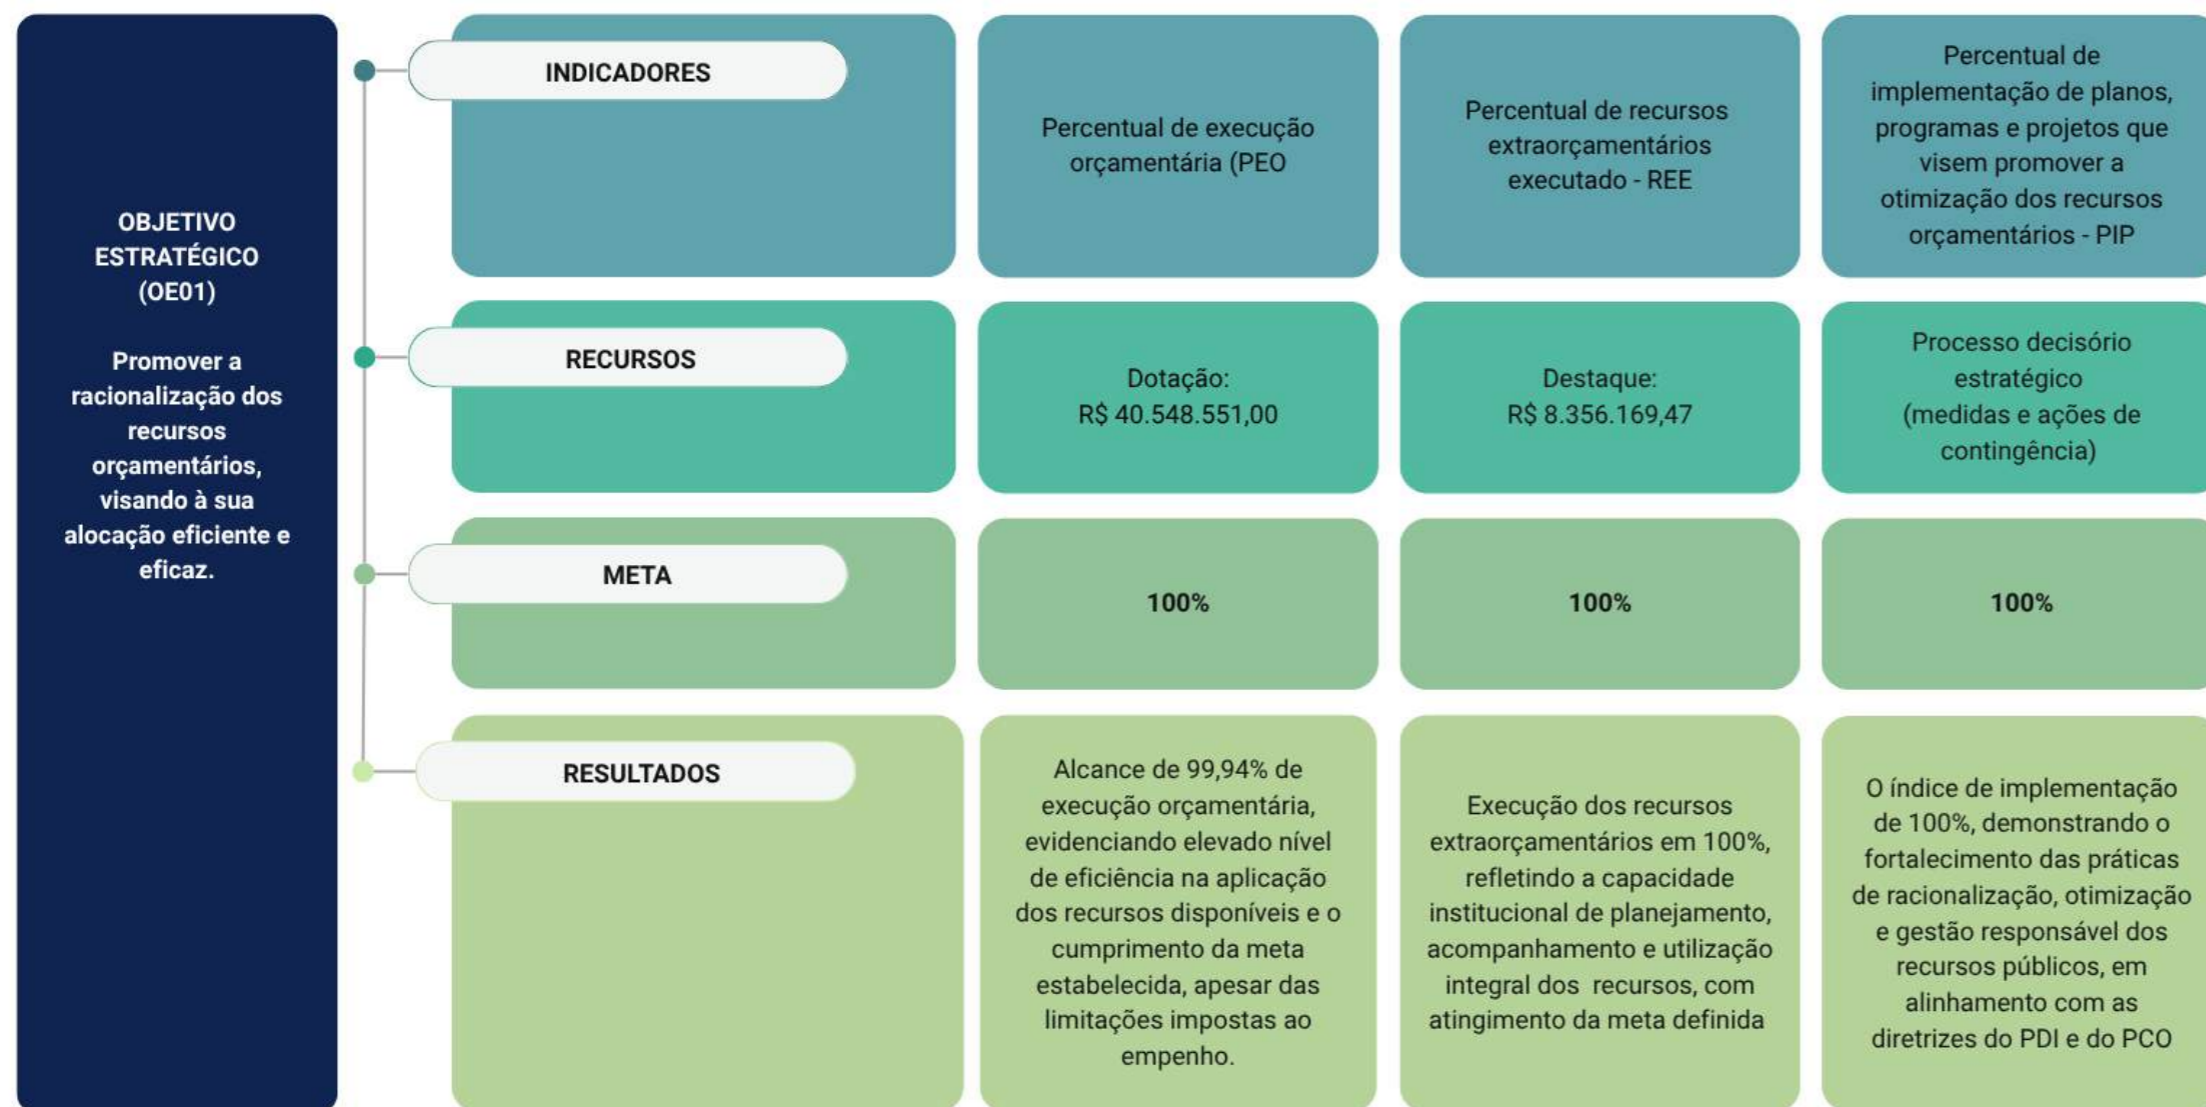 OBJETIVO
ESTRATÉGICO
(OE01)
Promover a
racionalização dos
recursos
orçamentários,
visando à sua
alocação eficiente e
eficaz.
INDICADORES
Percentual de execução
orçamentária (PEO
Percentual de recursos
extraorçamentários
executado - REE
Percentual de
implementação de planos,
programas e projetos que
visem promover a
otimização dos recursos
orçamentários - PIP
RECURSOS
Dotação:
R$ 40.548.551,00
Destaque:
R$ 8.356.169,47
Processo decisório
estratégico
(medidas e ações de
contingência)
META
100%
100%
100%
RESULTADOS
Alcance de 99,94% de
execução orçamentária,
evidenciando elevado nível
de eficiência na aplicação
dos recursos disponíveis e o
cumprimento da meta
estabelecida, apesar das
limitações impostas ao
empenho.
Execução dos recursos
extraorçamentários em 100%,
refletindo a capacidade
institucional de planejamento,
acompanhamento e utilização
integral dos recursos, com
atingimento da meta definida
O índice de implementação
de 100%, demonstrando o
fortalecimento das práticas
de racionalização, otimização
e gestão responsável dos
recursos públicos, em
alinhamento com as
diretrizes do PDI e do PCO